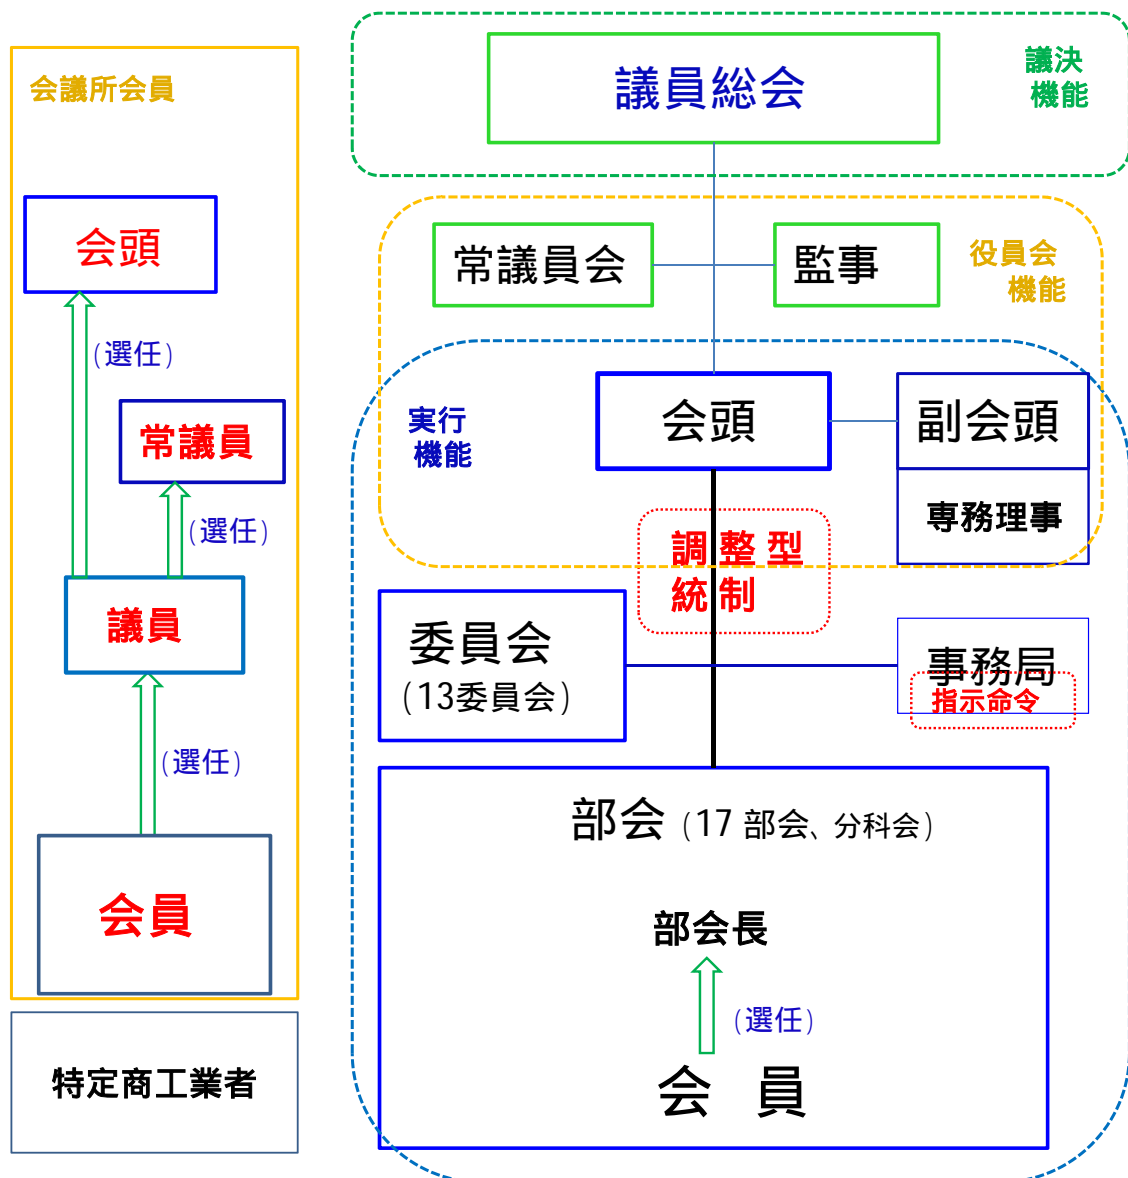 会議所会員
会頭
(選任)
常議員
(選任)
議員
(選任)
会員
特定商工業者
議員総会
議決
機能
常議員会
監事
役員会
機能
実行
機能
会頭
副会頭
専務理事
調整型
統制
委員会
(13委員会)
事務局
指示命令
部会 (17 部会、分科会)
部会長
(選任)
会 員